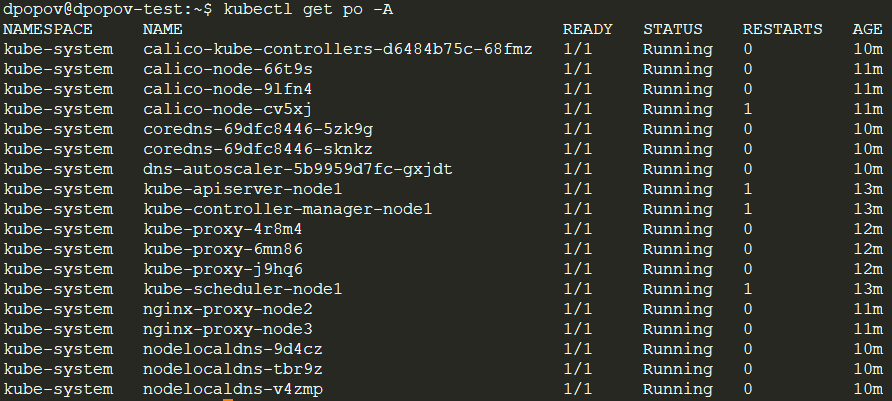 dpopov@dpopov-test:~$ kubectl get po -A
NAMESPACE NAME READY STATUS RESTARTS AGE
kube-system calico-kube-controllers-d6484b75c-68fmz 1/1 Running 0 10m
kube-system calico-node-66t9s 1/1 Running 0 11m
kube-system calico-node-9lfn4 1/1 Running 0 11m
kube-system calico-node-cv5xj 1/1 Running 1 11m
kube-system coredns-69dfc8446-5zk9g 1/1 Running 0 10m
kube-system coredns-69dfc8446-sknkz 1/1 Running 0 10m
kube-system dns-autoscaler-5b9959d7fc-gxjdt 1/1 Running 0 10m
kube-system kube-apiserver-node1 1/1 Running 1 13m
kube-system kube-controller-manager-node1 1/1 Running 1 13m
kube-system kube-proxy-4r8m4 1/1 Running 0 12m
kube-system kube-proxy-6mn86 1/1 Running 0 12m
kube-system kube-proxy-j9hq6 1/1 Running 0 12m
kube-system kube-scheduler-node1 1/1 Running 1 13m
kube-system nginx-proxy-node2 1/1 Running 0 11m
kube-system nginx-proxy-node3 1/1 Running 0 11m
kube-system nodelocaldns-9d4cz 1/1 Running 0 10m
kube-system nodelocaldns-tbr9z 1/1 Running 0 10m
kube-system nodelocaldns-v4zmp 1/1 Running 0 10m